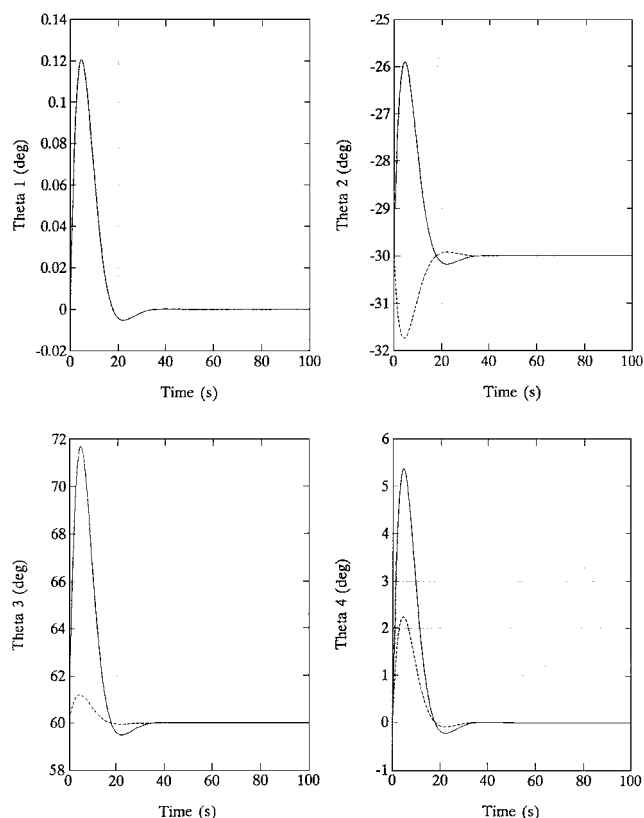 0.14
0.12
0.1
0.08
0.06
0.04
0.02
0
-0.02
Theta 1 (deg)
0 20 40 60 80 100
Time (s)
-25
-26
-27
-28
-29
-30
-31
-32
Theta 2 (deg)
0 20 40 60 80 100
Time (s)
72
70
68
66
64
62
60
58
Theta 3 (deg)
0 20 40 60 80 100
Time (s)
6
5
4
3
2
1
0
-1
Theta 4 (deg)
0 20 40 60 80 100
Time (s)